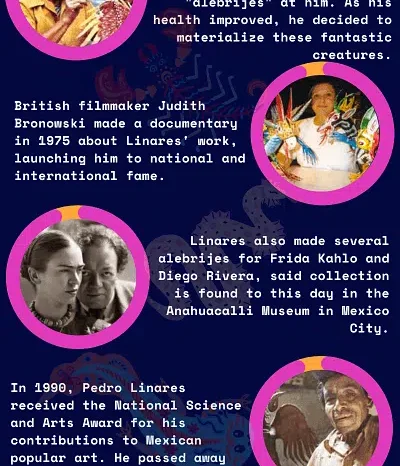 "alebrijes" at him. As his
health improved, he decided to
materialize these fantastic
creatures.
British filmmaker Judith
Bronowski made a documentary
in 1975 about Linares' work,
launching him to national and
international fame.
Linares also made several
alebrijes for Frida Kahlo and
Diego Rivera, said collection
is found to this day in the
Anahuacalli Museum in Mexico
City.
In 1990, Pedro Linares
received the National Science
and Arts Award for his
contributions to Mexican
popular art. He passed away